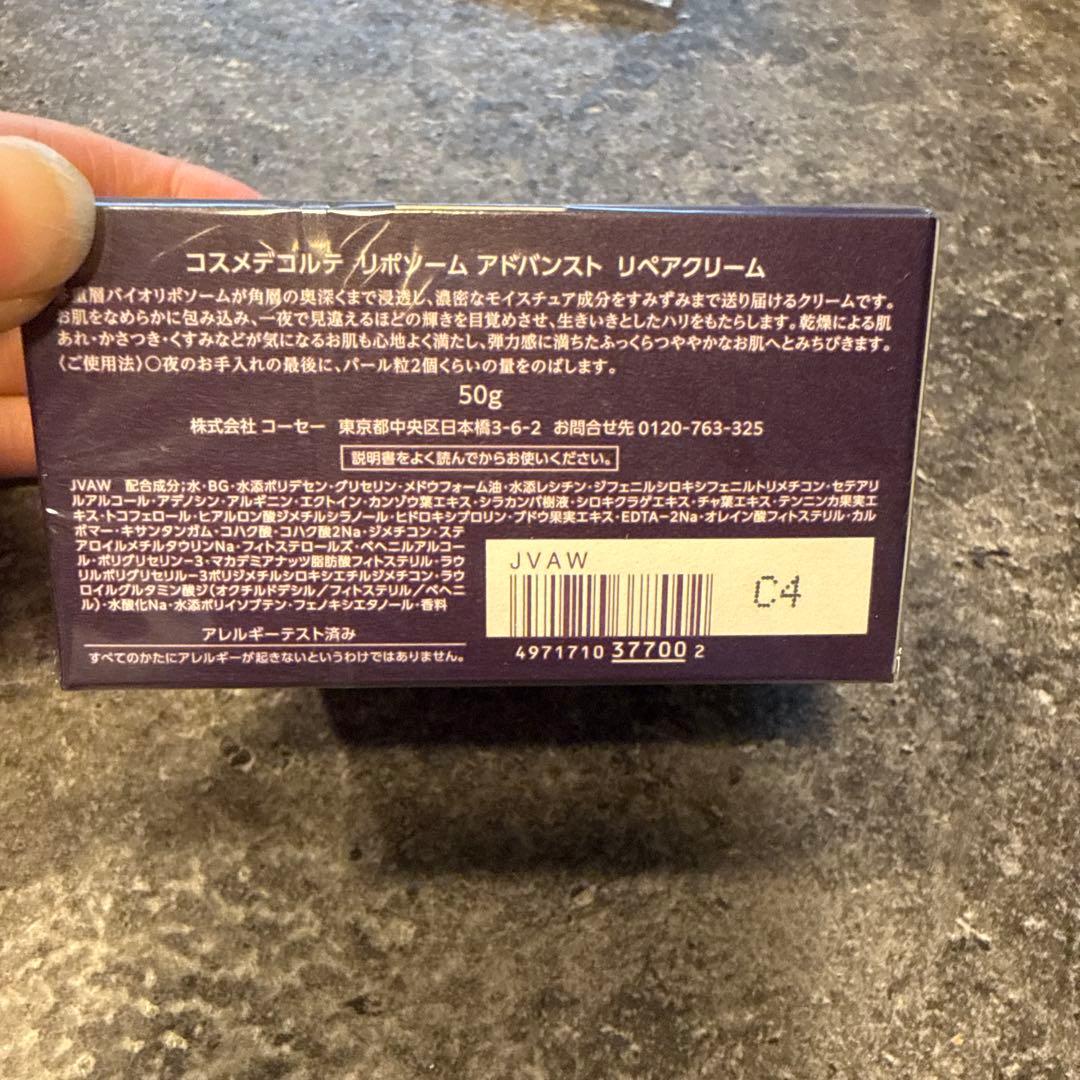 コスメデコルテ リポソーム アドバンスト リペアクリーム
重層バイオリポソームが角層の奥深くまで浸透し、濃密なモイスチュア成分をすみずみまで送り届けるクリームです。
お肌をなめらかに包み込み、一夜で見違えるほどの輝きを目覚めさせ、生きいきとしたハリをもたらします。乾燥による肌
あれ・かさつき・くすみなどが気になるお肌も心地よく満たし、弾力感に満ちたふっくらつややかなお肌へとみちびきます。
〈ご使用法〉○夜のお手入れの最後に、パール粒2個くらいの量をのばします。
50g
株式会社 コーセー 東京都中央区日本橋3-6-2 お問合せ先 0120-763-325
説明書をよく読んでからお使いください。
JVAW 配合成分;水・BG・水添ポリデセン・グリセリン・メドウフォーム油・水添レシチン・ジフェニルシロキシフェニルトリメチコン・セテアリ
ルアルコール・アデノシン・アルギニン・エクトイン・カンゾウ葉エキス・シラカンバ樹液・シロキクラゲエキス・チャ葉エキス・テンニンカ果実エ
キス・トコフェロール・ヒアルロン酸ジメチルシラノール・ヒドロキシプロリン・ブドウ果実エキス・EDTA-2Na・オレイン酸フィトステリル・カル
ボマー・キサンタンガム・コハク酸・コハク酸2Na・ジメチコン・ステ
アロイルメチルタウリンNa・フィトステロールズ・ベヘニルアルコー
ル・ポリグリセリン-3・マカデミアナッツ脂肪酸フィトステリル・ラウ
リルポリグリセリル-3ポリジメチルシロキシエチルジメチコン・ラウ
ロイルグルタミン酸ジ(オクチルドデシル/フィトステリル/ベヘニ
ル)・水酸化Na・水添ポリイソブテン・フェノキシエタノール・香料
アレルギーテスト済み
すべてのかたにアレルギーが起きないというわけではありません。
JVAW
C4
4971710 37700 2